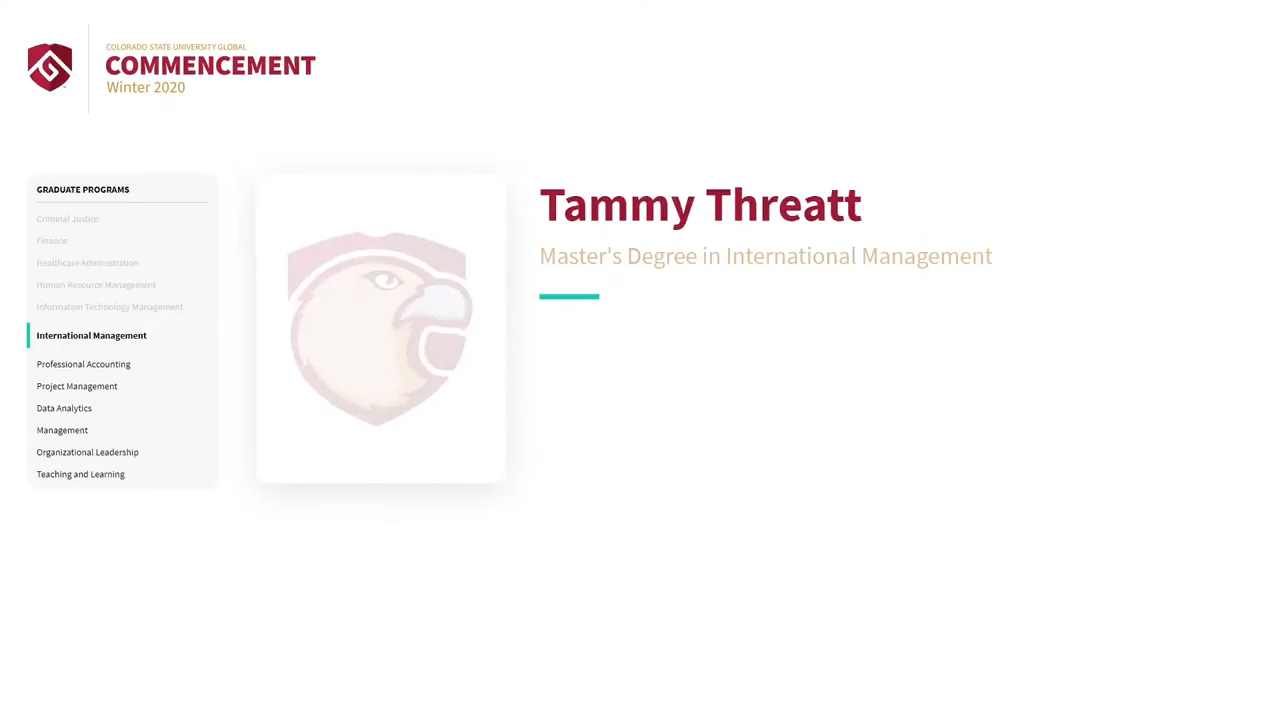 COLORADO STATE UNIVERSITY GLOBAL
COMMENCEMENT
Winter 2020
GRADUATE PROGRAMS
Criminal Justice
Finance
Healthcare Administration
Human Resource Management
Information Technology Management
International Management
Professional Accounting
Project Management
Data Analytics
Management
Organizational Leadership
Teaching and Learning
Tammy Threatt
Master's Degree in International Management